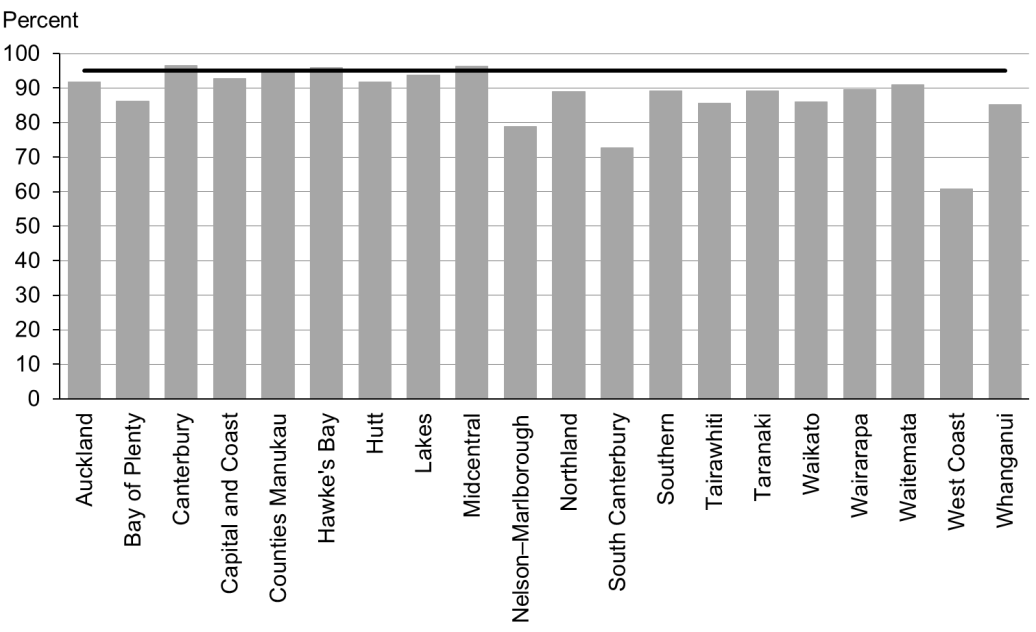 Percent
100
90
80
70
60
50
40
30
20
10
0
Auckland
Bay of Plenty
Canterbury
Capital and Coast
Counties Manukau
Hawke's Bay
Hutt
Lakes
Midcentral
Nelson–Marlborough
Northland
South Canterbury
Southern
Tairawhiti
Taranaki
Waikato
Wairarapa
Waitemata
West Coast
Whanganui